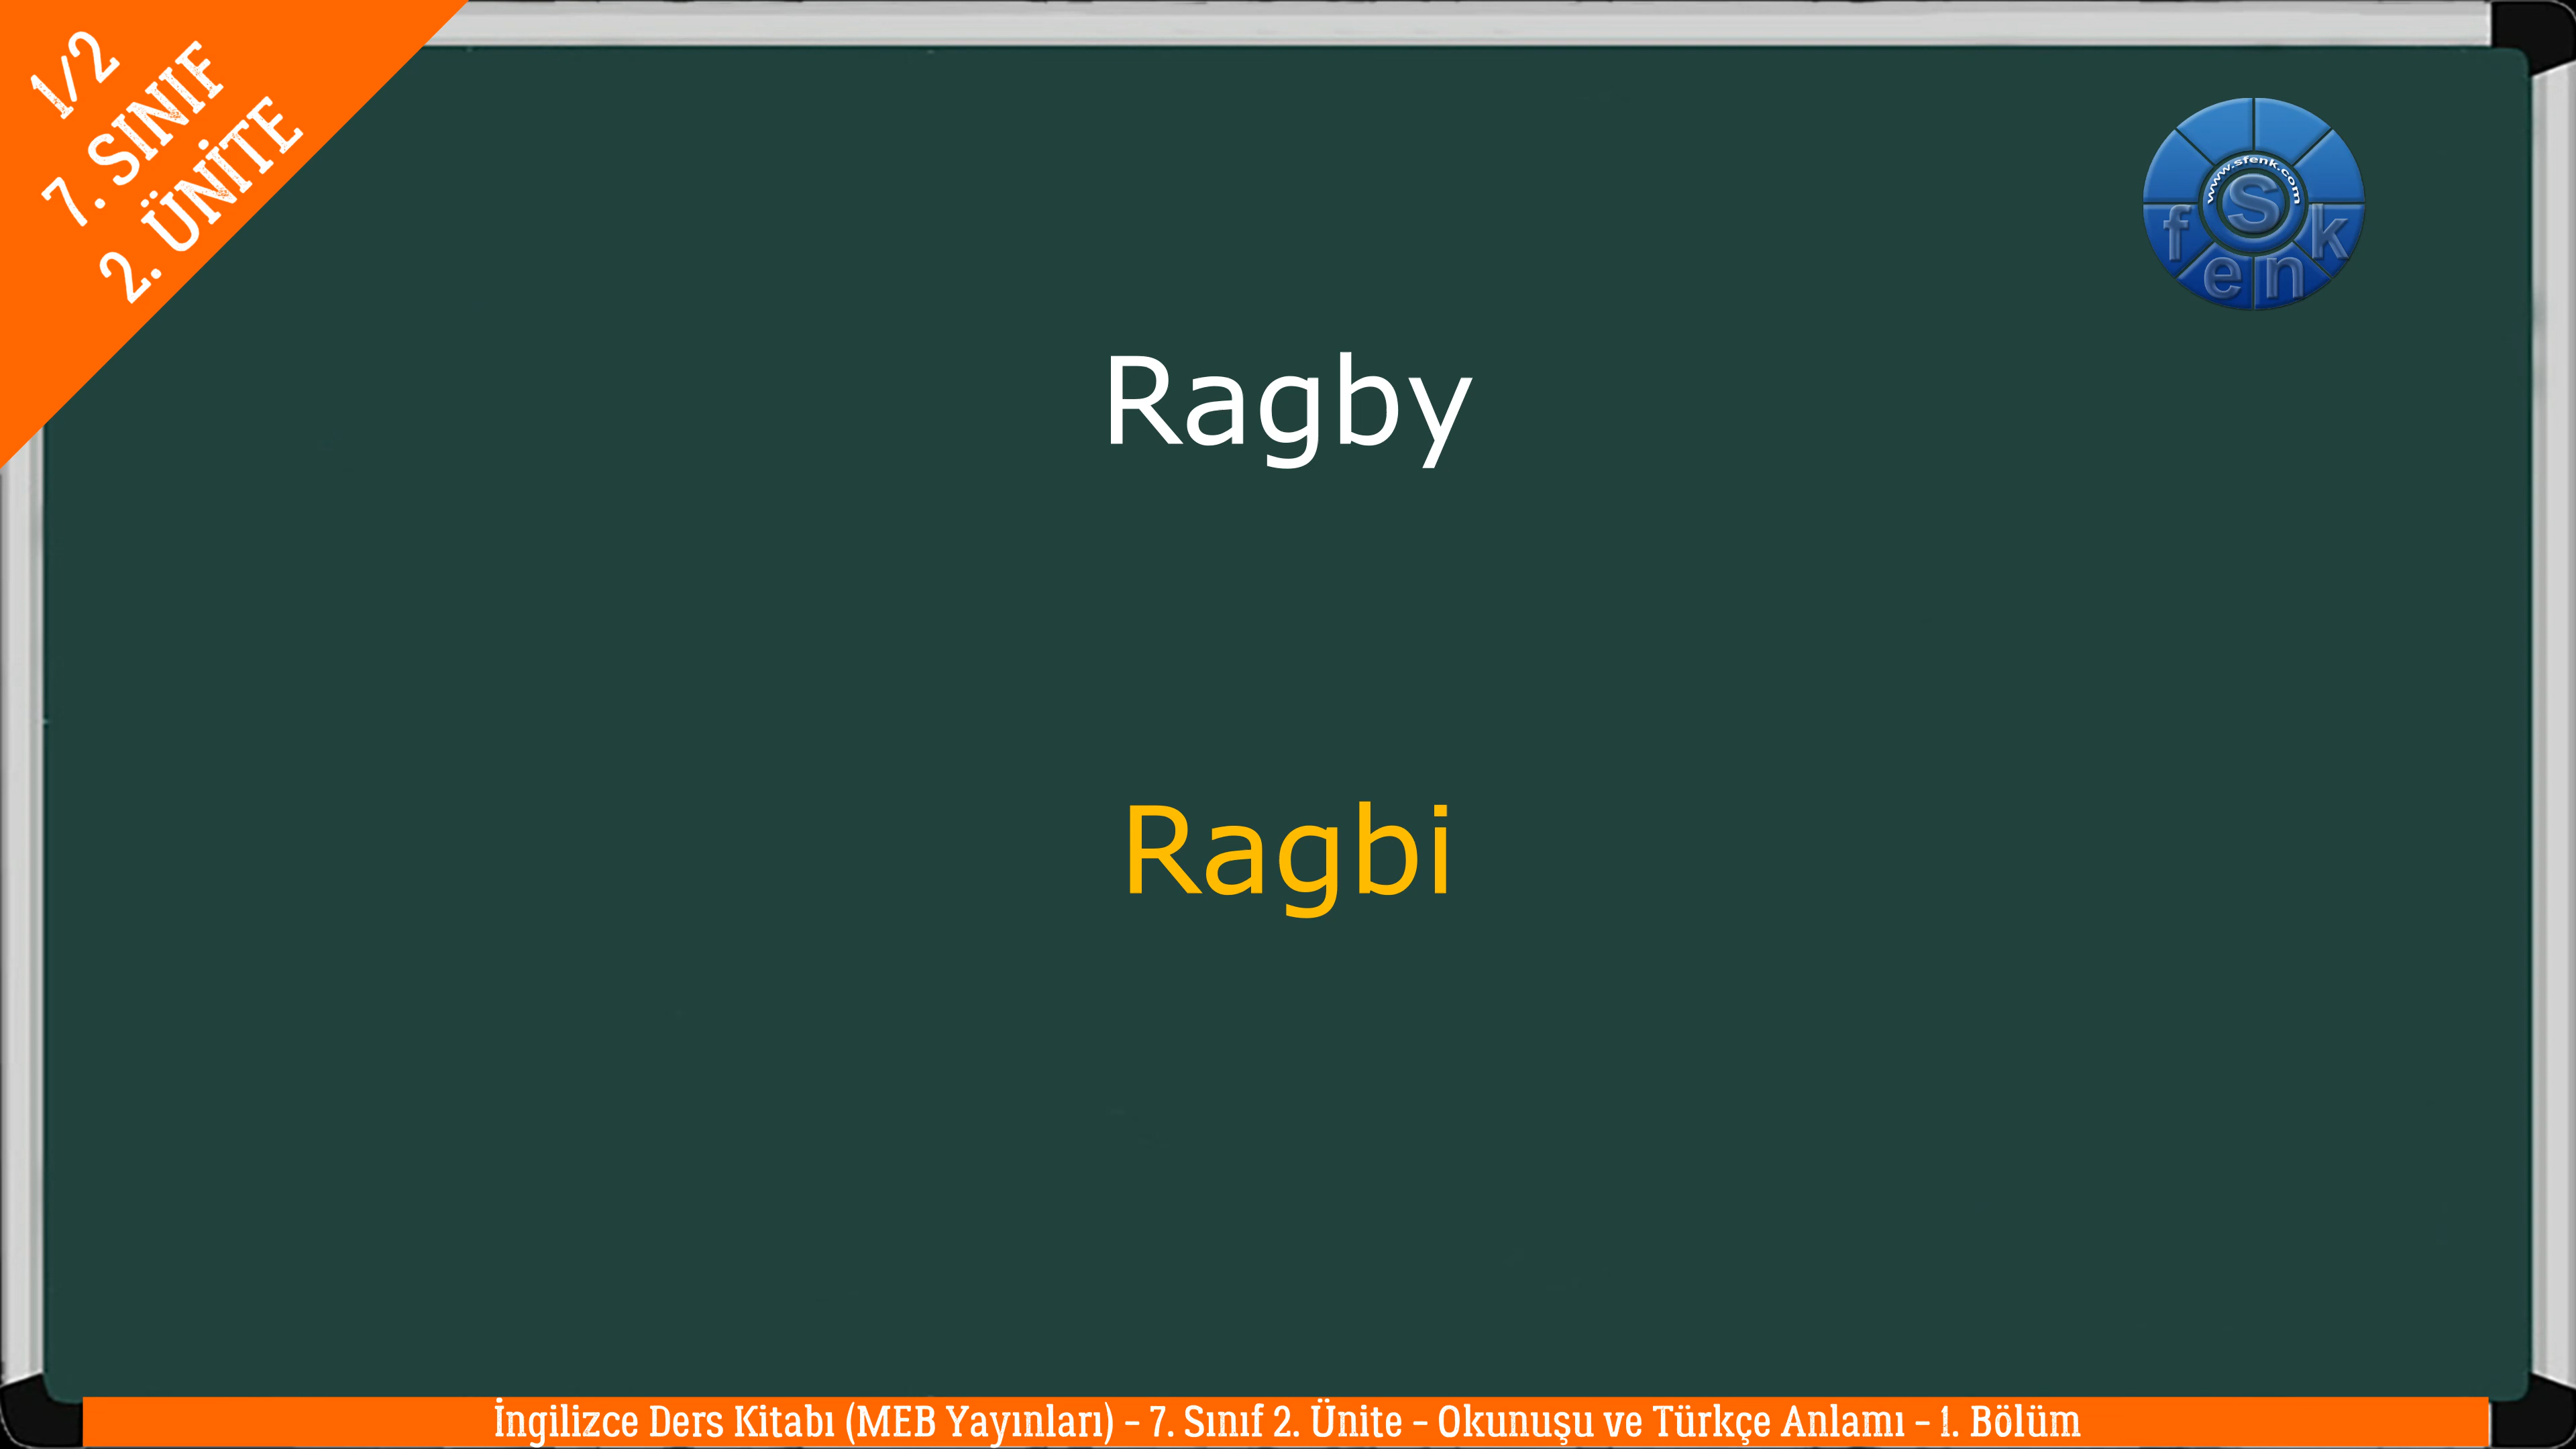 1/2
7. SINIF
2. ÜNİTE
www.sfenk.com
S
f e n k
Ragby
Ragbi
İngilizce Ders Kitabı (MEB Yayınları) – 7. Sınıf 2. Ünite – Okunuşu ve Türkçe Anlamı – 1. Bölüm